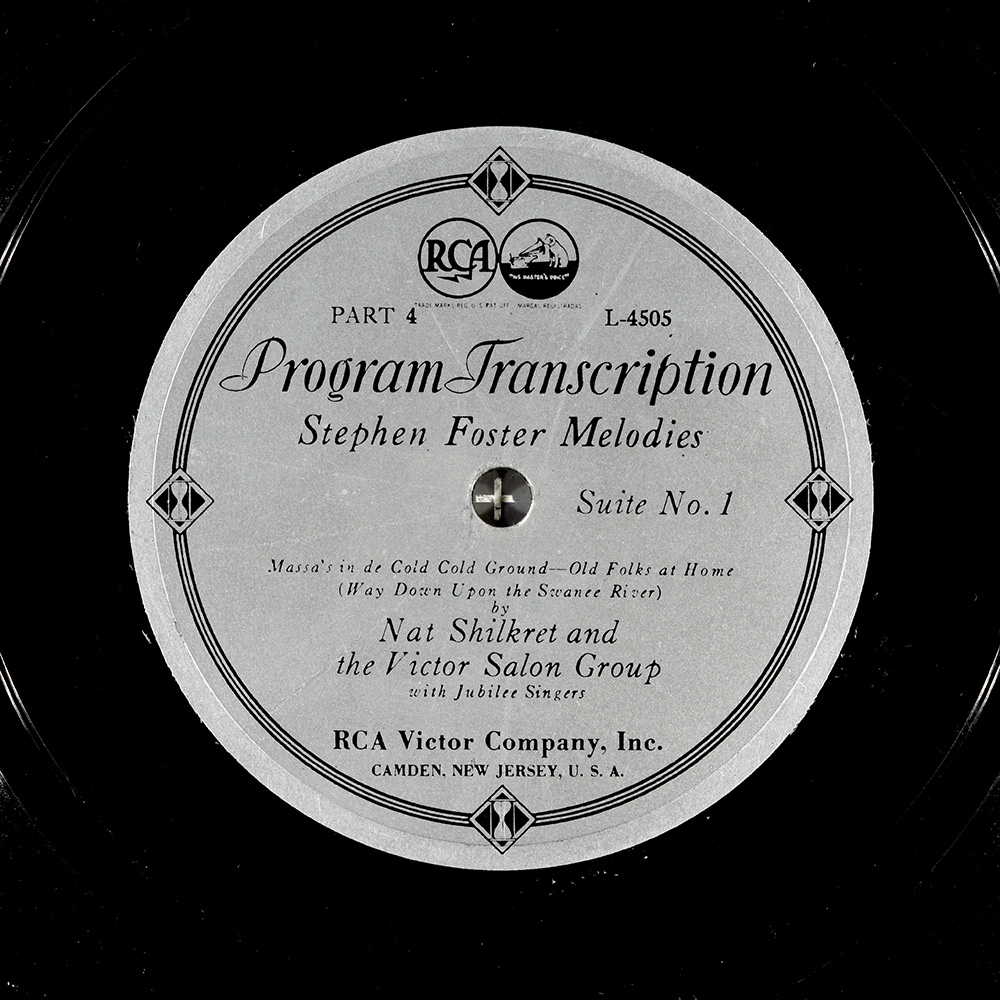 RCA
"HIS MASTER'S VOICE"
TRADE MARKS REG. U.S. PAT. OFF. MARCAS REGISTRADAS
PART 4 L-4505
Program Transcription
Stephen Foster Melodies
Suite No. 1
Massa's in de Cold Cold Ground—Old Folks at Home
(Way Down Upon the Swanee River)
by
Nat Shilkret and
the Victor Salon Group
with Jubilee Singers
RCA Victor Company, Inc.
CAMDEN, NEW JERSEY, U. S. A.